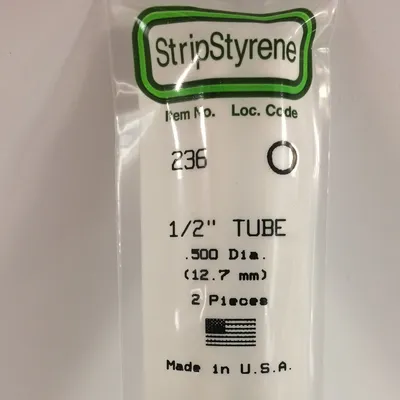 StripStyrene
Item No. Loc. Code
236
1/2" TUBE
.500 Dia.
(12.7 mm)
2 Pieces
Made in U.S.A.